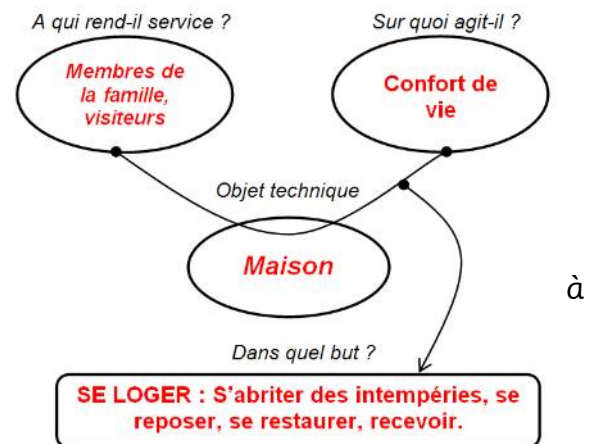 A qui rend-il service ?
Sur quoi agit-il ?
Membres de
la famille,
visiteurs
Confort de
vie
Objet technique
Maison
à
Dans quel but ?
SE LOGER : S'abriter des intempéries, se
reposer, se restaurer, recevoir.